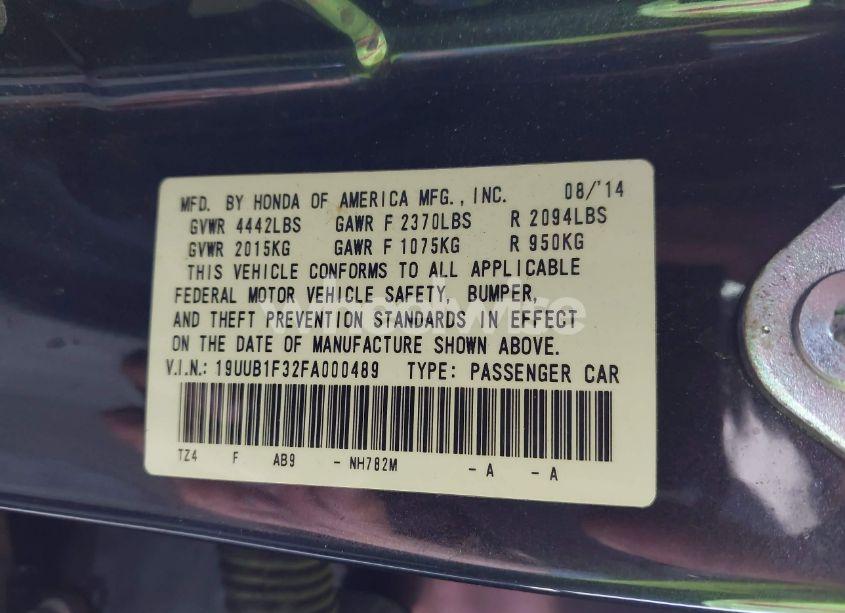 MFD. BY HONDA OF AMERICA MFG., INC. 08/'14
GVWR 4442LBS GAWR F 2370LBS R 2094LBS
GVWR 2015KG GAWR F 1075KG R 950KG
THIS VEHICLE CONFORMS TO ALL APPLICABLE
FEDERAL MOTOR VEHICLE SAFETY, BUMPER,
AND THEFT PREVENTION STANDARDS IN EFFECT
ON THE DATE OF MANUFACTURE SHOWN ABOVE.
V.I.N.: 19UUB1F32FA000489 TYPE: PASSENGER CAR
TZ4 F AB9 - NH782M - A - A